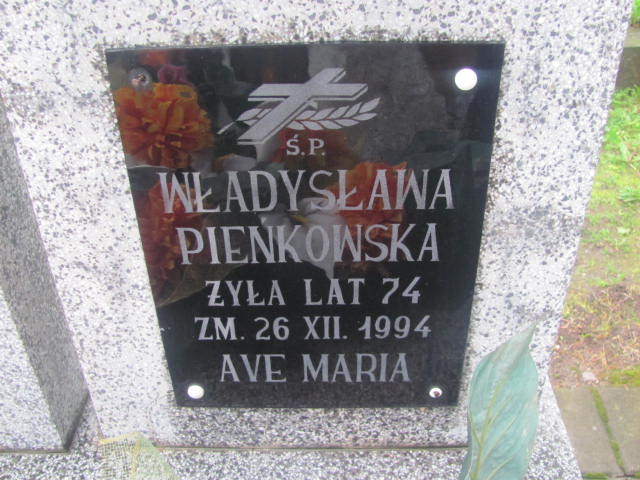 Ś.P.
WŁADYSŁAWA
PIENKOWSKA
ŻYŁA LAT 74
ZM. 26 XII. 1994
AVE MARIA